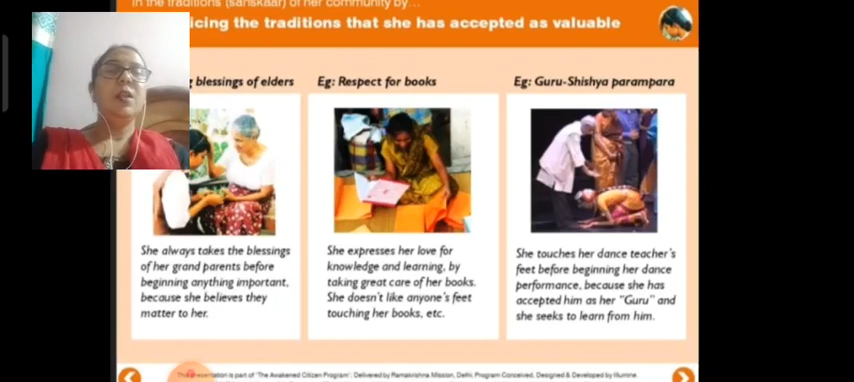 In the traditions (sanskaar) of her community by...
icing the traditions that she has accepted as valuable
blessings of elders
Eg: Respect for books
Eg: Guru-Shishya parampara
She always takes the blessings
of her grand parents before
beginning anything important,
because she believes they
matter to her.
She expresses her love for
knowledge and learning, by
taking great care of her books.
She doesn't like anyone's feet
touching her books, etc.
She touches her dance teacher's
feet before beginning her dance
performance, because she has
accepted him as her "Guru" and
she seeks to learn from him.
This presentation is part of 'The Awakened Citizen Program'; Delivered by Ramakrishna Mission, Delhi; Program Conceived, Designed & Developed by Illumine.